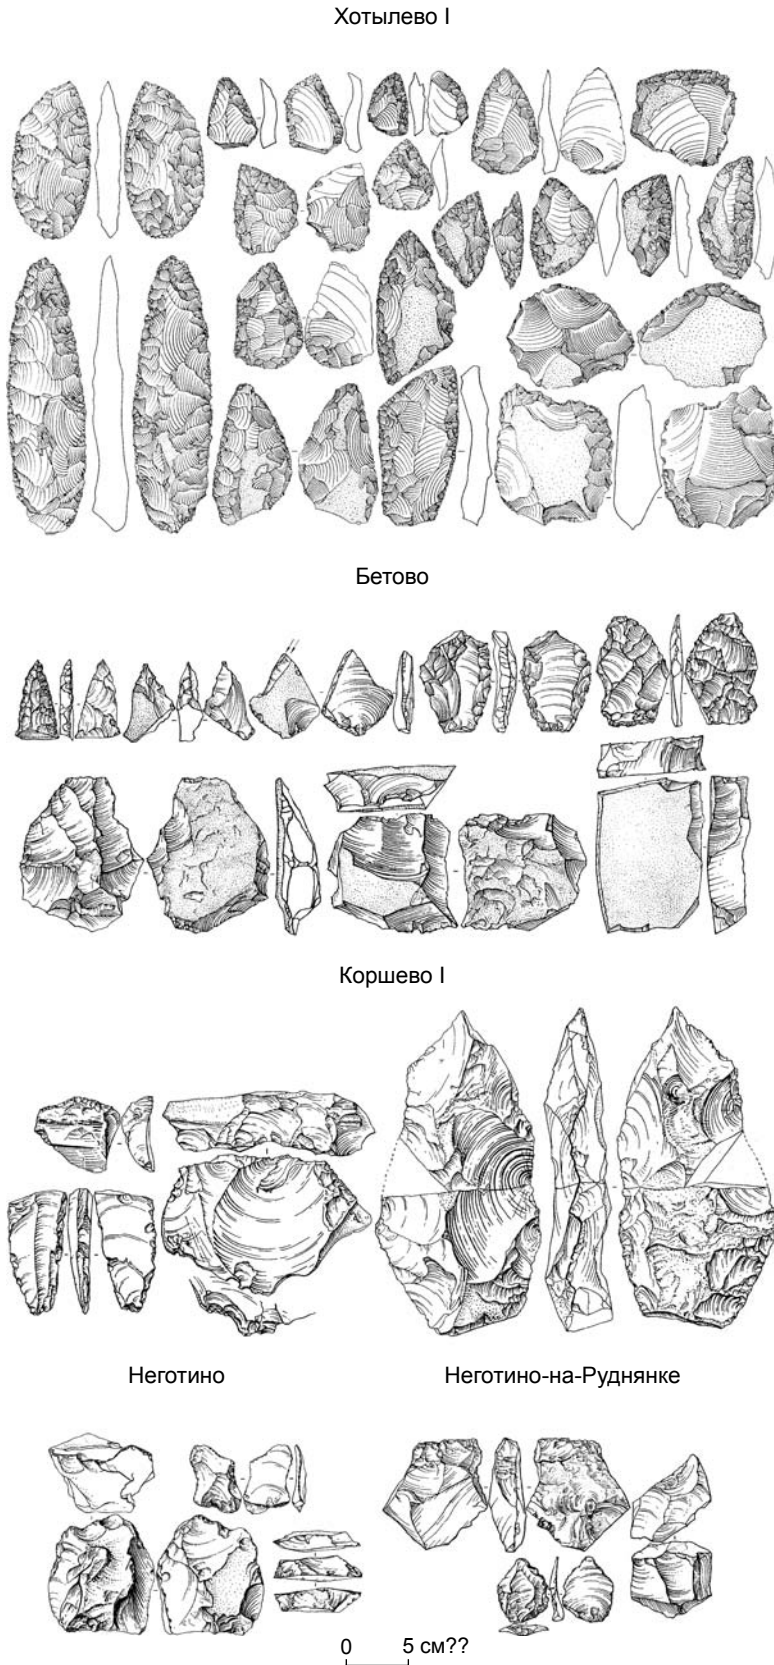 Хотылево I
Бетово
Коршево I
Неготино
Неготино-на-Руднянке
0 5 см??